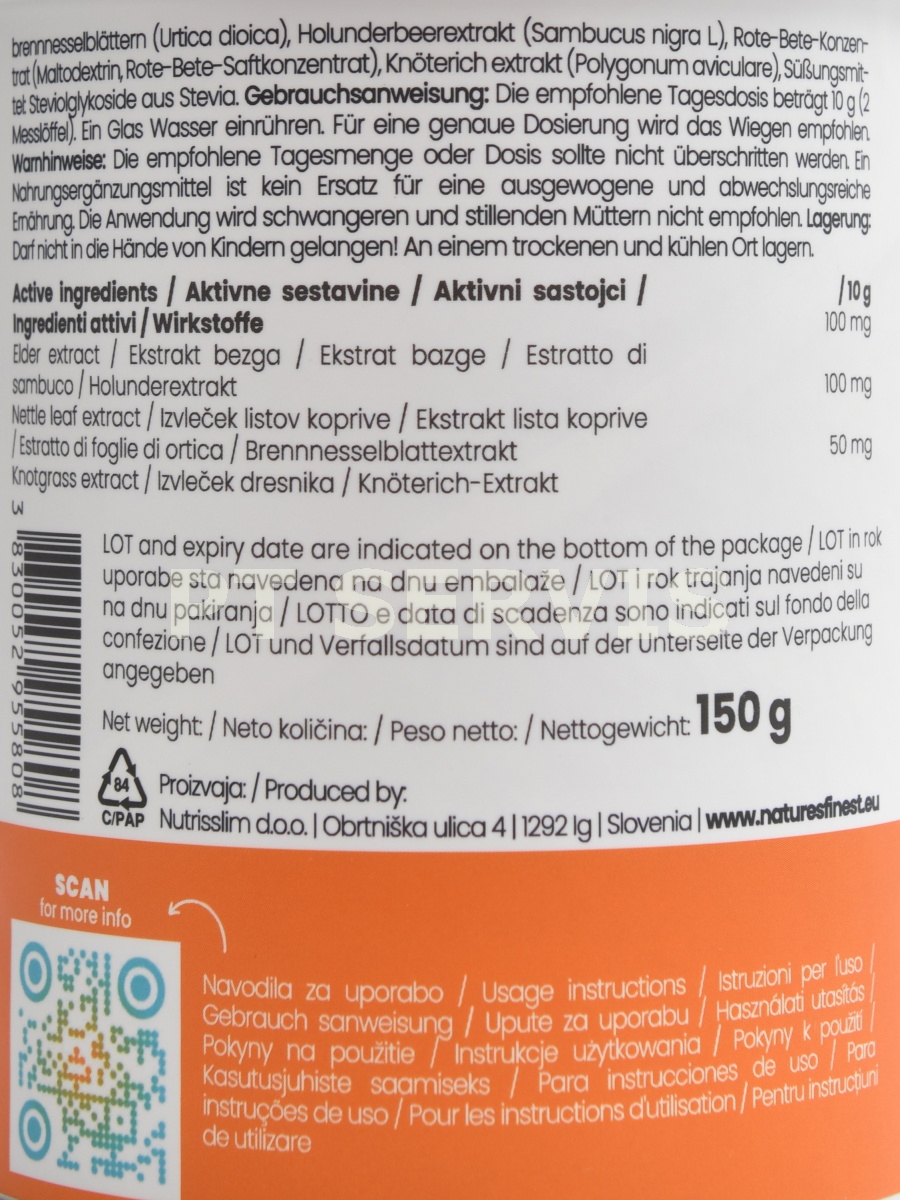 brennnesselblättern (Urtica dioica), Holunderbeerextrakt (Sambucus nigra L), Rote-Bete-Konzen-
trat (Maltodextrin, Rote-Bete-Saftkonzentrat), Knöterich extrakt (Polygonum aviculare), Süßungsmit-
tel: Steviolglykoside aus Stevia. Gebrauchsanweisung: Die empfohlene Tagesdosis beträgt 10 g (2
Messlöffel). Ein Glas Wasser einrühren. Für eine genaue Dosierung wird das Wiegen empfohlen.
Warnhinweise: Die empfohlene Tagesmenge oder Dosis sollte nicht überschritten werden. Ein
Nahrungsergänzungsmittel ist kein Ersatz für eine ausgewogene und abwechslungsreiche
Ernährung. Die Anwendung wird schwangeren und stillenden Müttern nicht empfohlen. Lagerung:
Darf nicht in die Hände von Kindern gelangen! An einem trockenen und kühlen Ort lagern.
Active ingredients / Aktivne sestavine / Aktivni sastojci / /10 g
Ingredienti attivi / Wirkstoffe 100 mg
Elder extract / Ekstrakt bezga / Ekstrat bazge / Estratto di
sambuco / Holunderextrakt 100 mg
Nettle leaf extract / Izvleček listov koprive / Ekstrakt lista koprive
/ Estratto di foglie di ortica / Brennnesselblattextrakt 50 mg
Knotgrass extract / Izvleček dresnika / Knöterich-Extrakt
3 830052 195580 8
LOT and expiry date are indicated on the bottom of the package / LOT in rok
uporabe sta navedena na dnu embalaže / LOT i rok trajanja navedeni su
na dnu pakiranja / LOTTO e data di scadenza sono indicati sul fondo della
confezione / LOT und Verfallsdatum sind auf der Unterseite der Verpackung
angegeben
PT SERVIS
Net weight: / Neto količina: / Peso netto: / Nettogewicht: 150 g
84
C/PAP
Proizvaja: / Produced by:
Nutrisslim d.o.o. | Obrtniška ulica 4 | 1292 Ig | Slovenia | www.naturesfinest.eu
SCAN
for more info
Navodila za uporabo / Usage instructions / Istruzioni per l'uso /
Gebrauch sanweisung / Upute za uporabu / Használati utasítás /
Pokyny na použitie / Instrukcje użytkowania / Pokyny k použití /
Kasutusjuhiste saamiseks / Para instrucciones de uso / Para
instruções de uso / Pour les instructions d'utilisation / Pentru instrucțiuni
de utilizare